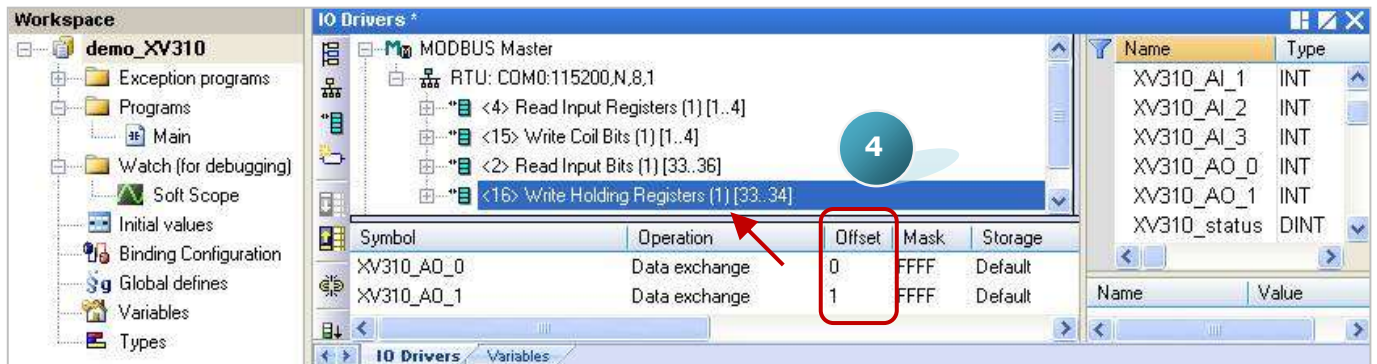 Workspace
demo_XV310
Exception programs
Programs
Main
Watch (for debugging)
Soft Scope
Initial values
Binding Configuration
Global defines
Variables
Types
IO Drivers *
MODBUS Master
RTU: COM0:115200,N,8,1
<4> Read Input Registers (1) [1..4]
<15> Write Coil Bits (1) [1..4]
<2> Read Input Bits (1) [33..36]
<16> Write Holding Registers (1) [33..34]
4
Symbol Operation Offset Mask Storage
XV310_AO_0 Data exchange 0 FFFF Default
XV310_AO_1 Data exchange 1 FFFF Default
IO Drivers Variables
Name Type
XV310_AI_1 INT
XV310_AI_2 INT
XV310_AI_3 INT
XV310_AO_0 INT
XV310_AO_1 INT
XV310_status DINT
Name Value